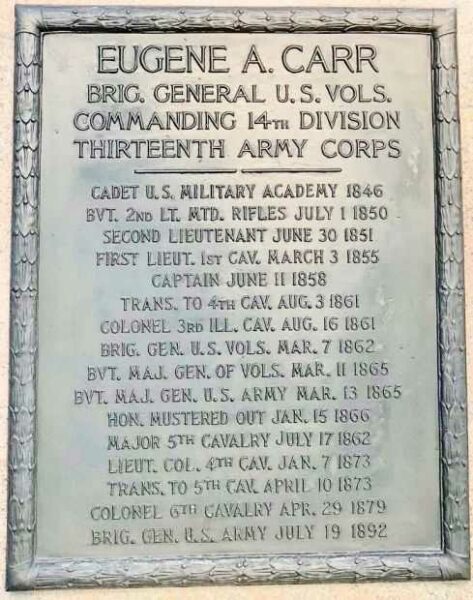 EUGENE A. CARR
BRIG. GENERAL U.S. VOLS.
COMMANDING 14TH DIVISION
THIRTEENTH ARMY CORPS
CADET U.S. MILITARY ACADEMY 1846
BVT. 2ND LT. MTD. RIFLES JULY 1 1850
SECOND LIEUTENANT JUNE 30 1851
FIRST LIEUT. 1ST CAV. MARCH 3 1855
CAPTAIN JUNE 11 1858
TRANS. TO 4TH CAV. AUG. 3 1861
COLONEL 3RD ILL. CAV. AUG. 16 1861
BRIG. GEN. U.S. VOLS. MAR. 7 1862
BVT. MAJ. GEN. OF VOLS. MAR. 11 1865
BVT. MAJ. GEN. U.S. ARMY MAR. 13 1865
HON. MUSTERED OUT JAN. 15 1866
MAJOR 5TH CAVALRY JULY 17 1862
LIEUT. COL. 4TH CAV. JAN. 7 1873
TRANS. TO 5TH CAV. APRIL 10 1873
COLONEL 6TH CAVALRY APR. 29 1879
BRIG. GEN. U.S. ARMY JULY 19 1892